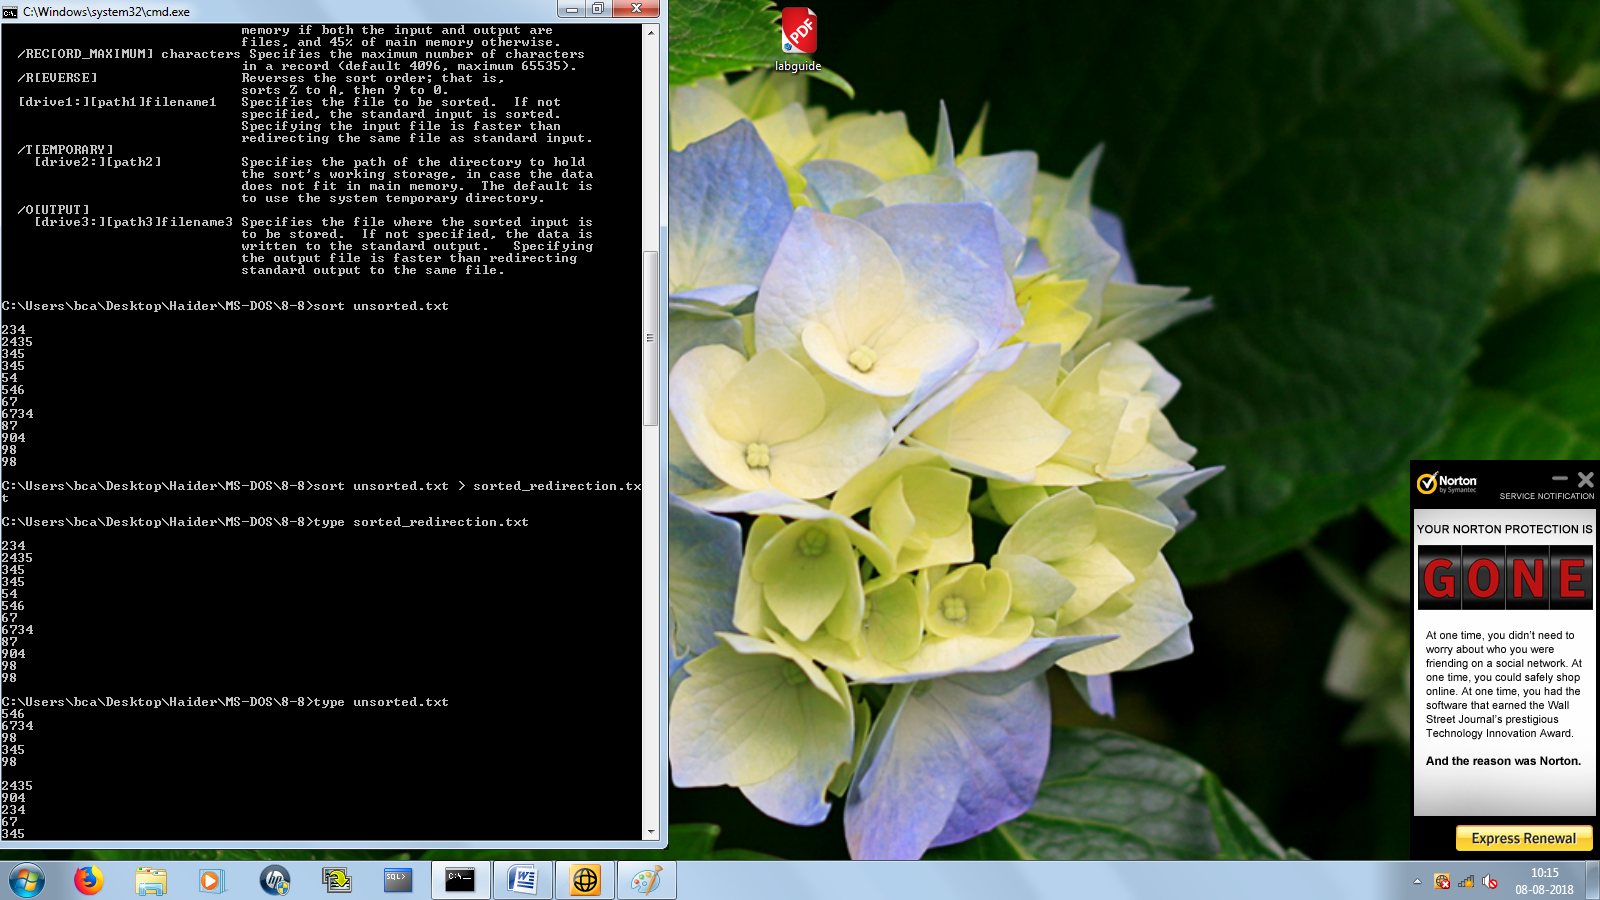 C:\Windows\system32\cmd.exe
memory if both the input and output are
files, and 45% of main memory otherwise.
/REC[ORD_MAXIMUM] characters Specifies the maximum number of characters
in a record (default 4096, maximum 65535).
/R[EVERSE] Reverses the sort order; that is,
sorts Z to A, then 9 to 0.
[drive1:][path1]filename1 Specifies the file to be sorted. If not
specified, the standard input is sorted.
Specifying the input file is faster than
redirecting the same file as standard input.
/T[EMPORARY]
[drive2:][path2] Specifies the path of the directory to hold
the sort's working storage, in case the data
does not fit in main memory. The default is
to use the system temporary directory.
/O[UTPUT]
[drive3:][path3]filename3 Specifies the file where the sorted input is
to be stored. If not specified, the data is
written to the standard output. Specifying
the output file is faster than redirecting
standard output to the same file.
C:\Users\bca\Desktop\Haider\MS-DOS\8-8>sort unsorted.txt
234
2435
345
345
54
546
67
6734
87
904
98
98
C:\Users\bca\Desktop\Haider\MS-DOS\8-8>sort unsorted.txt > sorted_redirection.tx
t
C:\Users\bca\Desktop\Haider\MS-DOS\8-8>type sorted_redirection.txt
234
2435
345
345
54
546
67
6734
87
904
98
98
C:\Users\bca\Desktop\Haider\MS-DOS\8-8>type unsorted.txt
546
6734
98
345
98
2435
904
234
67
345
PDF
labguide
Norton
by Symantec
SERVICE NOTIFICATION
YOUR NORTON PROTECTION IS
GONE
At one time, you didn't need to
worry about who you were
friending on a social network. At
one time, you could safely shop
online. At one time, you had the
software that earned the Wall
Street Journal's prestigious
Technology Innovation Award.
And the reason was Norton.
Express Renewal
hp
SQL>
C:\_
W
10:15
08-08-2018